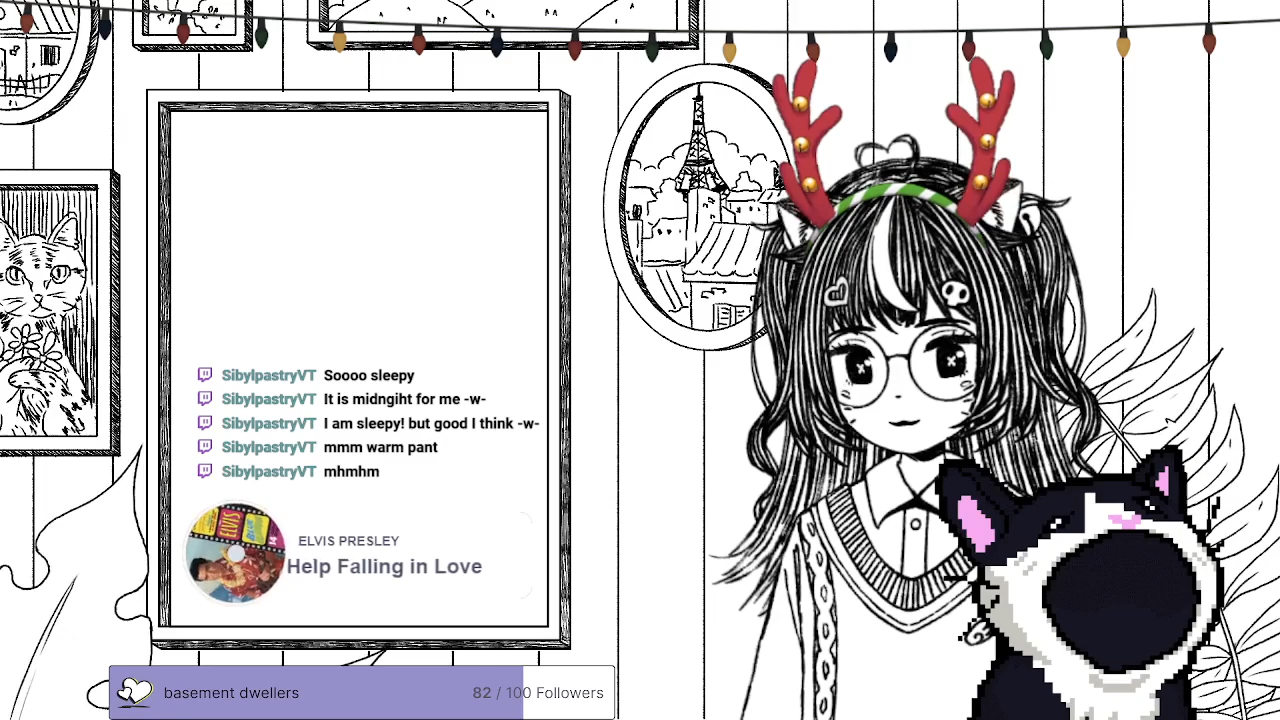 SibylpastryVT Soooo sleepy
SibylpastryVT It is midngiht for me -w-
SibylpastryVT I am sleepy! but good I think -w-
SibylpastryVT mmm warm pant
SibylpastryVT mhmhm
ELVIS PRESLEY
Help Falling in Love
basement dwellers 82 / 100 Followers